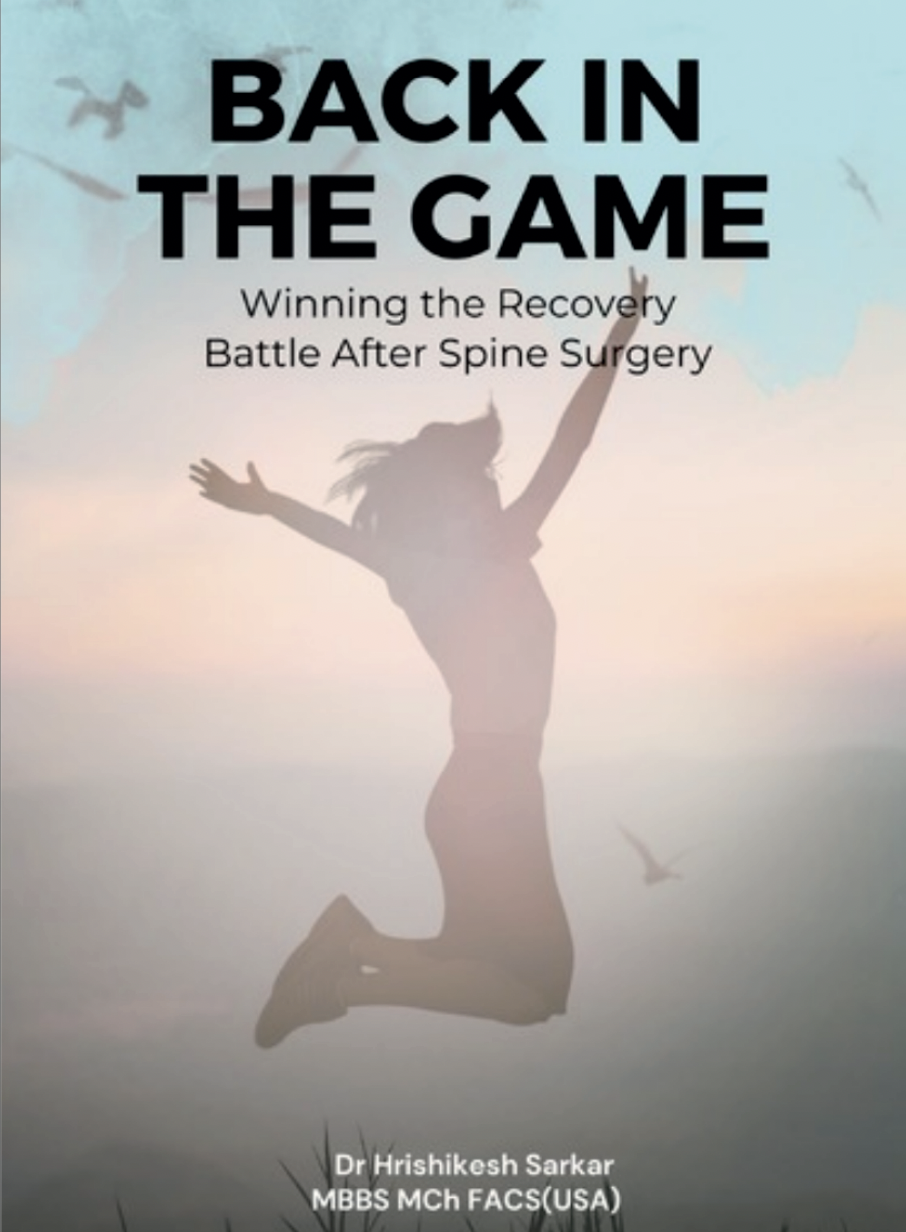 BACK IN
THE GAME
Winning the Recovery
Battle After Spine Surgery
Dr Hrishikesh Sarkar
MBBS MCh FACS(USA)